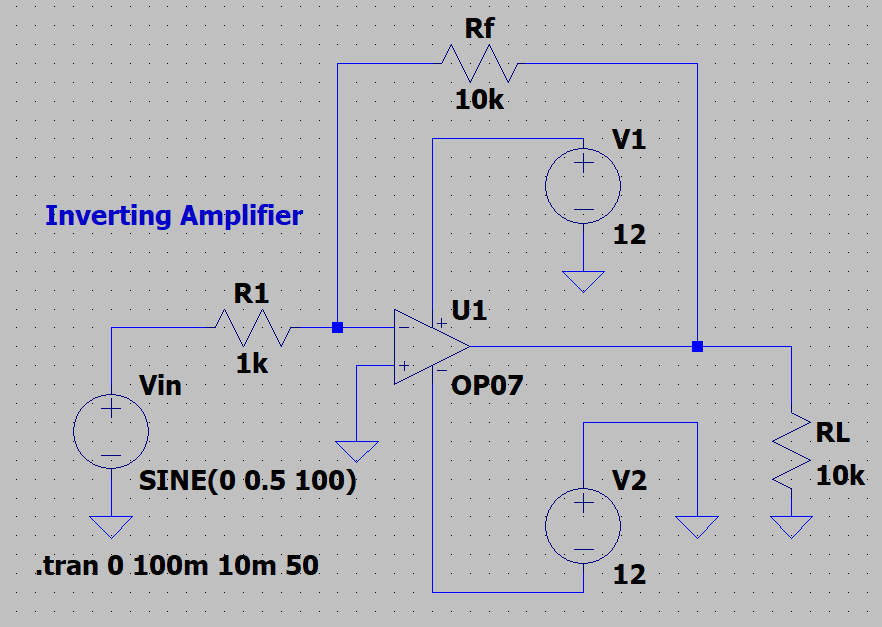 Rf
10k
V1
12
Inverting Amplifier
R1
1k
U1
OP07
Vin
SINE(0 0.5 100)
V2
12
RL
10k
.tran 0 100m 10m 50